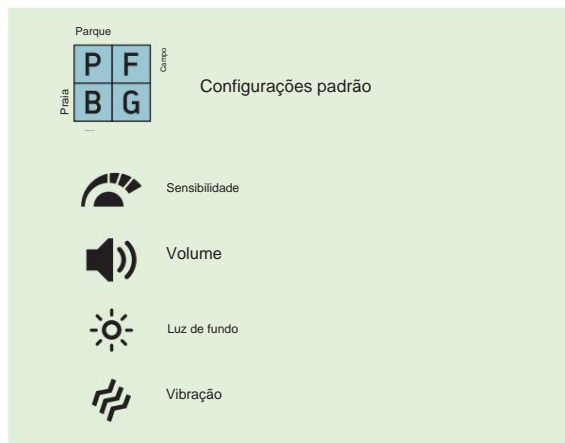 Parque
P F
Campo
Praia
B G
Configurações padrão
Sensibilidade
Volume
Luz de fundo
Vibração